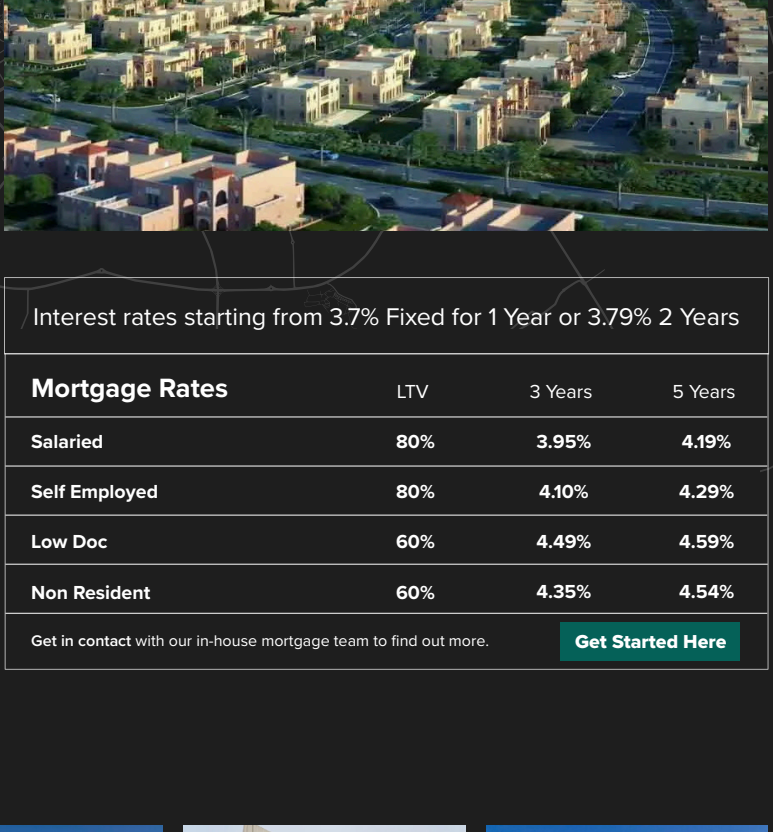 Interest rates starting from 3.7% Fixed for 1 Year or 3.79% 2 Years
Mortgage Rates LTV 3 Years 5 Years
Salaried 80% 3.95% 4.19%
Self Employed 80% 4.10% 4.29%
Low Doc 60% 4.49% 4.59%
Non Resident 60% 4.35% 4.54%
Get in contact with our in-house mortgage team to find out more. Get Started Here